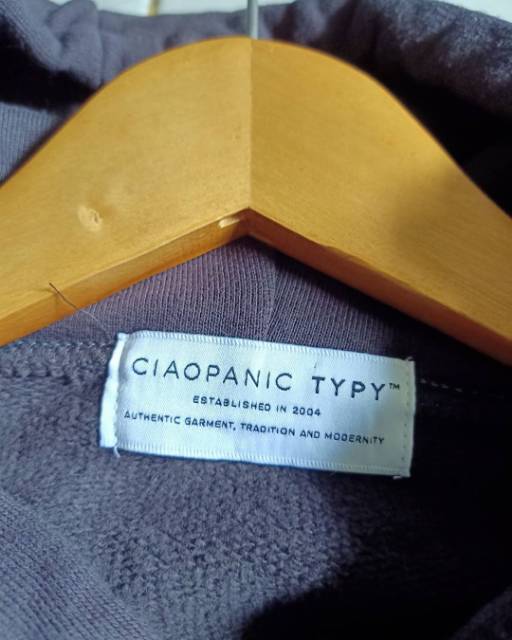 CIAOPANIC TYPY™
ESTABLISHED IN 2004
AUTHENTIC GARMENT, TRADITION AND MODERNITY